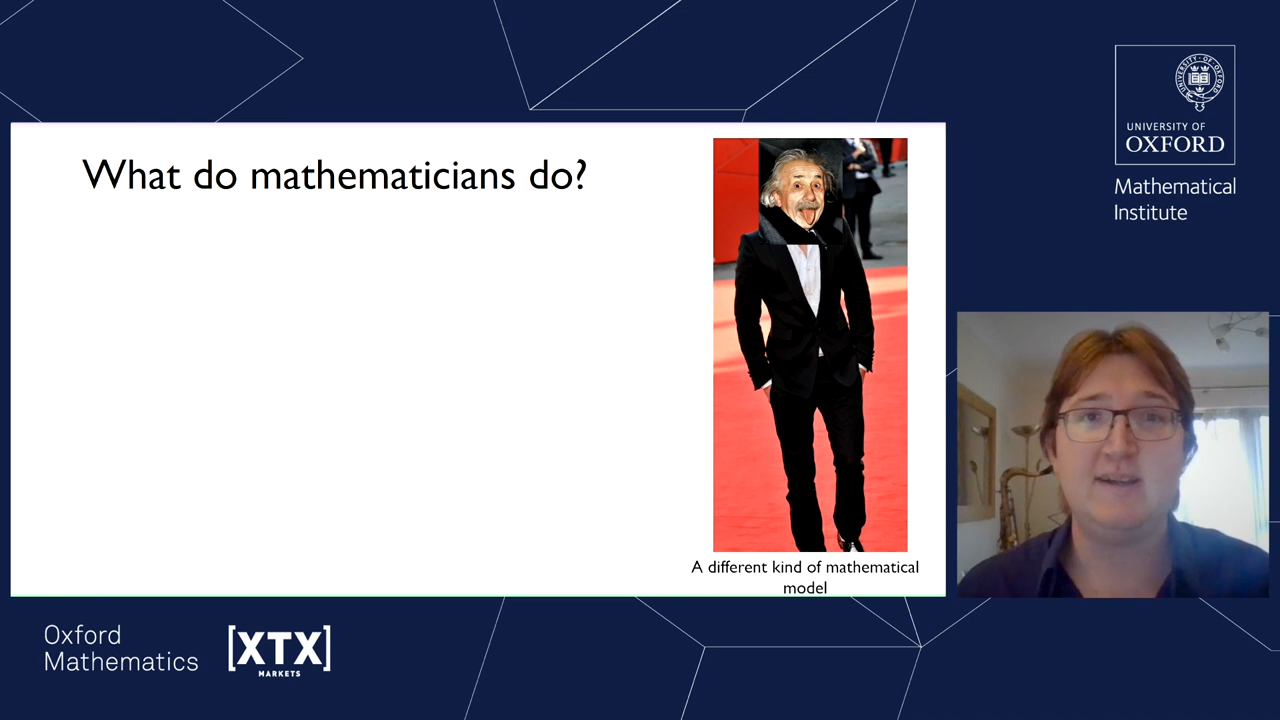 What do mathematicians do?
A different kind of mathematical
model
UNIVERSITY OF
OXFORD
Mathematical
Institute
Oxford
Mathematics
[XTX]
MARKETS